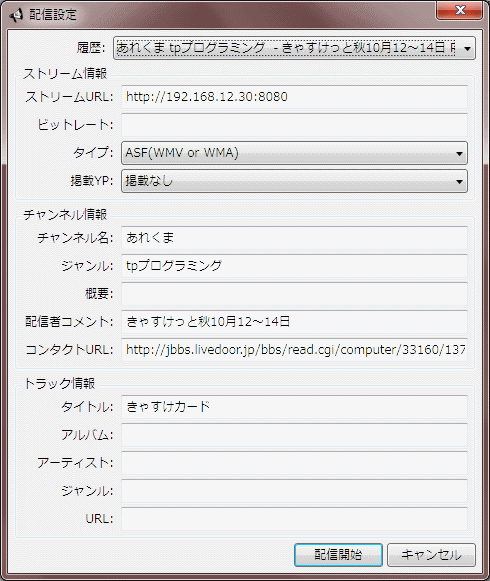 配信設定
履歴: あれくま tpプログラミング - きゃすけっと秋10月12～14日
ストリーム情報
ストリームURL: http://192.168.12.30:8080
ビットレート:
タイプ: ASF(WMV or WMA)
掲載YP: 掲載なし
チャンネル情報
チャンネル名: あれくま
ジャンル: tpプログラミング
概要:
配信者コメント: きゃすけっと秋10月12～14日
コンタクトURL: http://jbbs.livedoor.jp/bbs/read.cgi/computer/33160/137
トラック情報
タイトル: きゃすけカード
アルバム:
アーティスト:
ジャンル:
URL:
配信開始 キャンセル